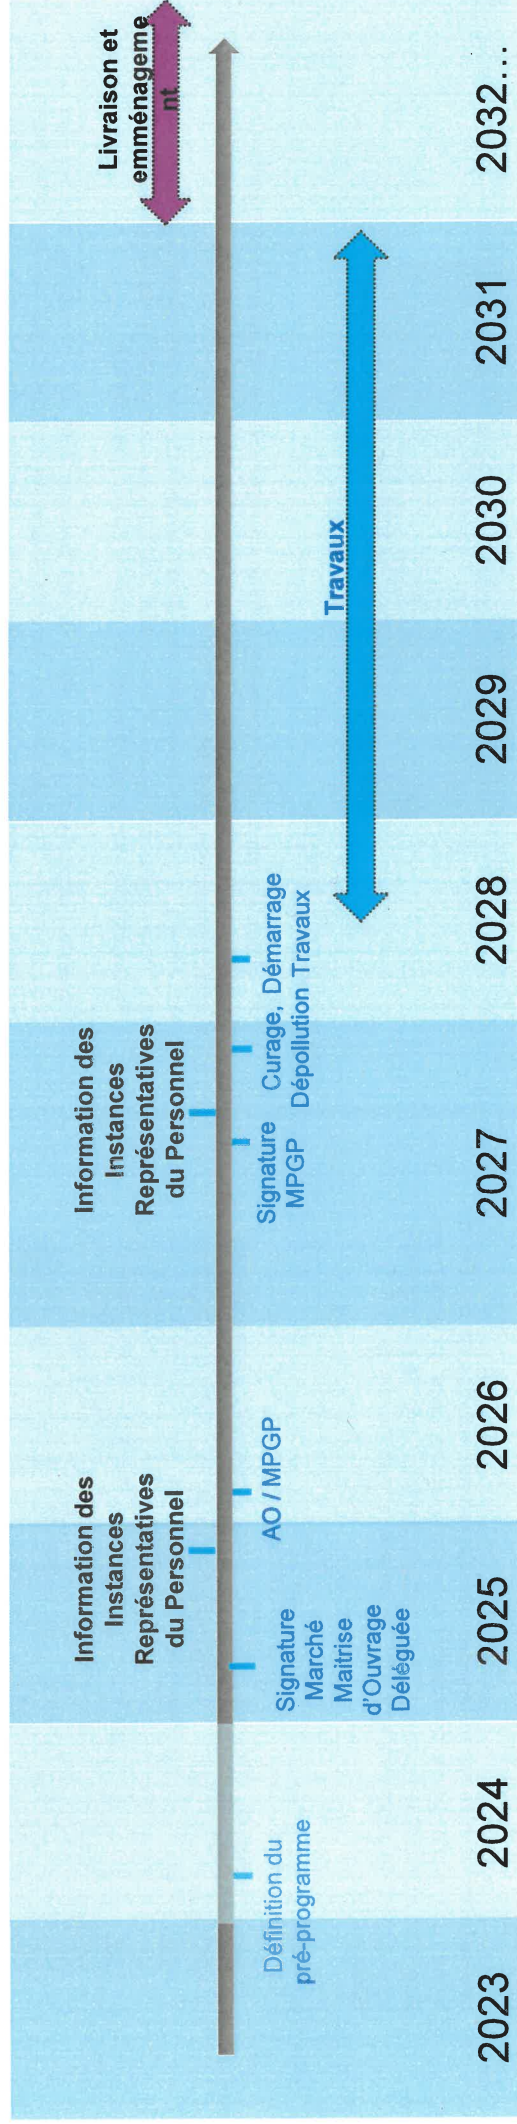 Livraison et
emménageme
nt
Information des
Instances
Représentatives
du Personnel
Information des
Instances
Représentatives
du Personnel
Définition du
pré-programme
Signature
Marché
Maitrise
d'Ouvrage
Déléguée
AO / MPGP
Signature
MPGP
Curage,
Dépollution
Démarrage
Travaux
Travaux
2023
2024
2025
2026
2027
2028
2029
2030
2031
2032...